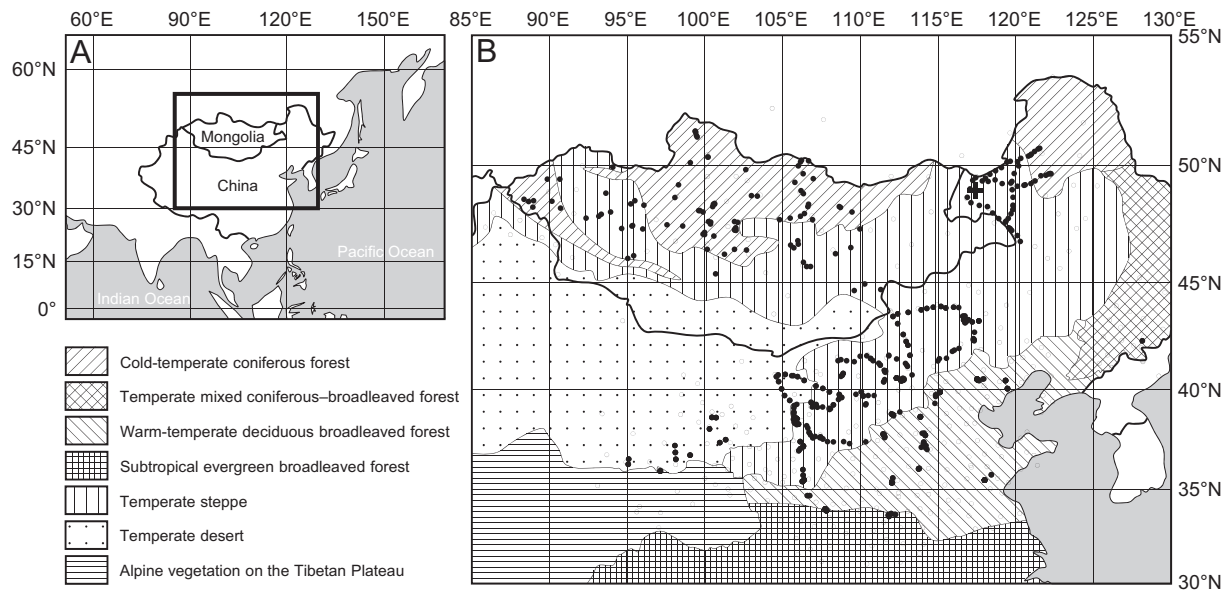 60°E 90°E 120°E 150°E
A
60°N
45°N
30°N
15°N
0°
Mongolia
China
Pacific Ocean
Indian Ocean
Cold-temperate coniferous forest
Temperate mixed coniferous–broadleaved forest
Warm-temperate deciduous broadleaved forest
Subtropical evergreen broadleaved forest
Temperate steppe
Temperate desert
Alpine vegetation on the Tibetan Plateau
85°E 90°E 95°E 100°E 105°E 110°E 115°E 120°E 125°E 130°E
B
55°N
50°N
45°N
40°N
35°N
30°N